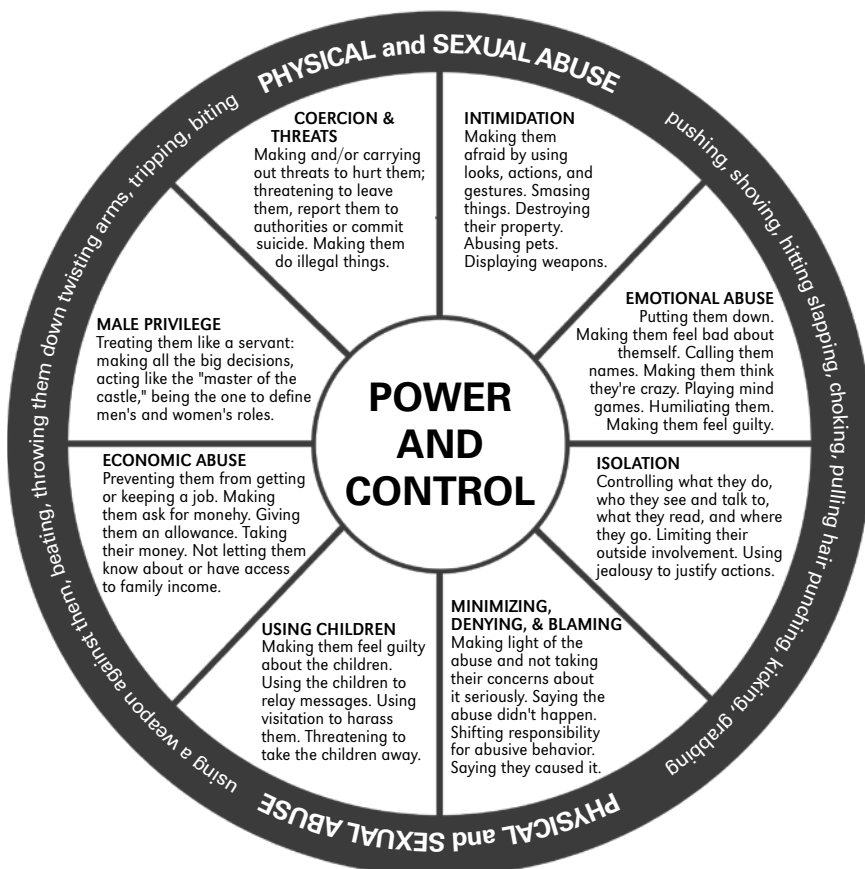 PHYSICAL and SEXUAL ABUSE
pushing, shoving, hitting slapping, choking, pulling hair punching, kicking, grabbing
PHYSICAL and SEXUAL ABUSE
using a weapon against them, beating, throwing them down twisting arms, tripping, biting
COERCION &
THREATS
Making and/or carrying
out threats to hurt them;
threatening to leave
them, report them to
authorities or commit
suicide. Making them
do illegal things.
INTIMIDATION
Making them
afraid by using
looks, actions, and
gestures. Smasing
things. Destroying
their property.
Abusing pets.
Displaying weapons.
EMOTIONAL ABUSE
Putting them down.
Making them feel bad about
themself. Calling them
names. Making them think
they're crazy. Playing mind
games. Humiliating them.
Making them feel guilty.
ISOLATION
Controlling what they do,
who they see and talk to,
what they read, and where
they go. Limiting their
outside involvement. Using
jealousy to justify actions.
MINIMIZING,
DENYING, & BLAMING
Making light of the
abuse and not taking
their concerns about
it seriously. Saying the
abuse didn't happen.
Shifting responsibility
for abusive behavior.
Saying they caused it.
USING CHILDREN
Making them feel guilty
about the children.
Using the children to
relay messages. Using
visitation to harass
them. Threatening to
take the children away.
ECONOMIC ABUSE
Preventing them from getting
or keeping a job. Making
them ask for monehy. Giving
them an allowance. Taking
their money. Not letting them
know about or have access
to family income.
MALE PRIVILEGE
Treating them like a servant:
making all the big decisions,
acting like the "master of the
castle," being the one to define
men's and women's roles.
POWER
AND
CONTROL